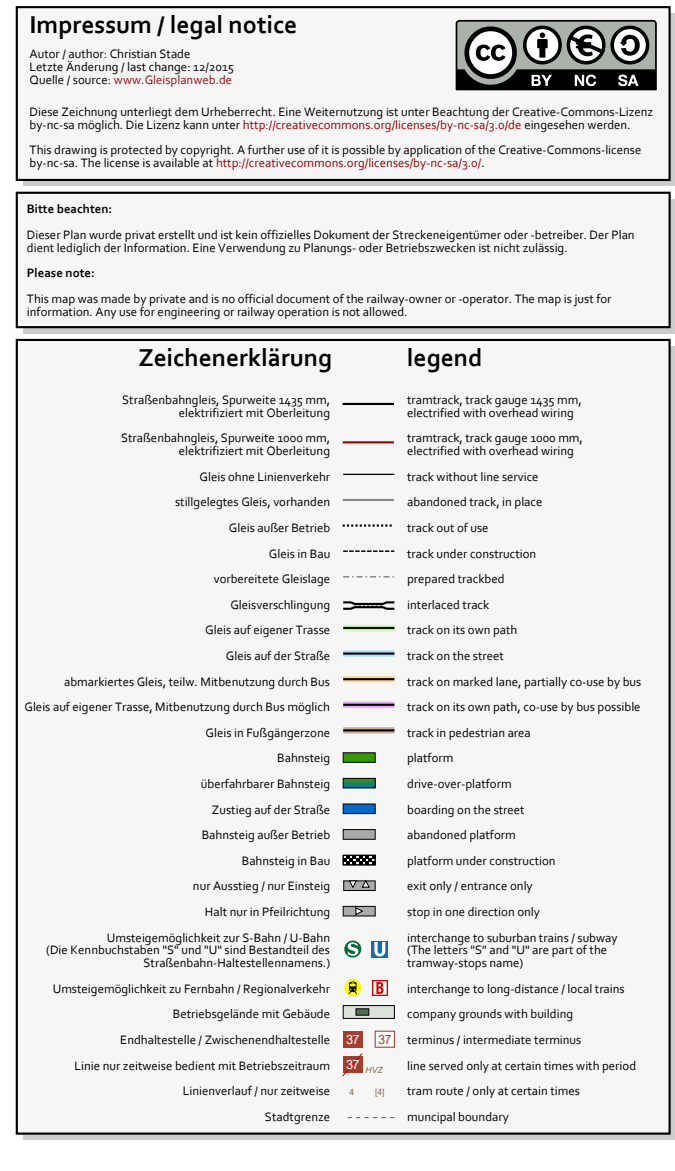 Impressum / legal notice
Autor / author: Christian Stade
Letzte Änderung / last change: 12/2015
Quelle / source: www.Gleisplanweb.de
cc
BY NC SA
Diese Zeichnung unterliegt dem Urheberrecht. Eine Weiternutzung ist unter Beachtung der Creative-Commons-Lizenz
by-nc-sa möglich. Die Lizenz kann unter http://creativecommons.org/licenses/by-nc-sa/3.0/de eingesehen werden.
This drawing is protected by copyright. A further use of it is possible by application of the Creative-Commons-license
by-nc-sa. The license is available at http://creativecommons.org/licenses/by-nc-sa/3.0/.
Bitte beachten:
Dieser Plan wurde privat erstellt und ist kein offizielles Dokument der Streckeneigentümer oder -betreiber. Der Plan
dient lediglich der Information. Eine Verwendung zu Planungs- oder Betriebszwecken ist nicht zulässig.
Please note:
This map was made by private and is no official document of the railway-owner or -operator. The map is just for
information. Any use for engineering or railway operation is not allowed.
Zeichenerklärung legend
Straßenbahngleis, Spurweite 1435 mm,
elektrifiziert mit Oberleitung
tramtrack, track gauge 1435 mm,
electrified with overhead wiring
Straßenbahngleis, Spurweite 1000 mm,
elektrifiziert mit Oberleitung
tramtrack, track gauge 1000 mm,
electrified with overhead wiring
Gleis ohne Linienverkehr track without line service
stillgelegtes Gleis, vorhanden abandoned track, in place
Gleis außer Betrieb track out of use
Gleis in Bau track under construction
vorbereitete Gleislage prepared trackbed
Gleisverschlingung interlaced track
Gleis auf eigener Trasse track on its own path
Gleis auf der Straße track on the street
abmarkiertes Gleis, teilw. Mitbenutzung durch Bus track on marked lane, partially co-use by bus
Gleis auf eigener Trasse, Mitbenutzung durch Bus möglich track on its own path, co-use by bus possible
Gleis in Fußgängerzone track in pedestrian area
Bahnsteig platform
überfahrbarer Bahnsteig drive-over-platform
Zustieg auf der Straße boarding on the street
Bahnsteig außer Betrieb abandoned platform
Bahnsteig in Bau platform under construction
nur Ausstieg / nur Einsteig exit only / entrance only
Halt nur in Pfeilrichtung stop in one direction only
Umsteigemöglichkeit zur S-Bahn / U-Bahn
(Die Kennbuchstaben "S" und "U" sind Bestandteil des
Straßenbahn-Haltestellennamens.)
S U
interchange to suburban trains / subway
(The letters "S" and "U" are part of the
tramway-stops name)
Umsteigemöglichkeit zu Fernbahn / Regionalverkehr B interchange to long-distance / local trains
Betriebsgelände mit Gebäude company grounds with building
Endhaltestelle / Zwischenendhaltestelle 37 37 terminus / intermediate terminus
Linie nur zeitweise bedient mit Betriebszeitraum 37 HVZ line served only at certain times with period
Linienverlauf / nur zeitweise 4 [4] tram route / only at certain times
Stadtgrenze muncipal boundary